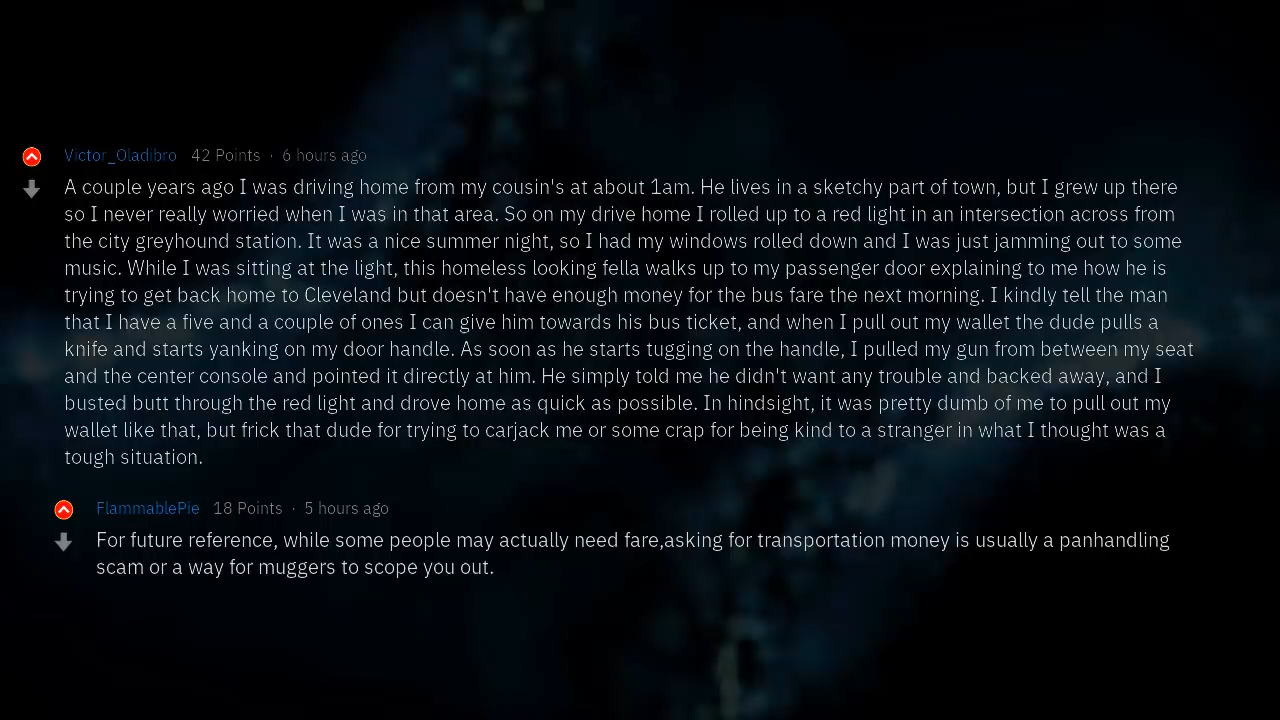 Victor_Oladibro 42 Points · 6 hours ago
A couple years ago I was driving home from my cousin's at about 1am. He lives in a sketchy part of town, but I grew up there
so I never really worried when I was in that area. So on my drive home I rolled up to a red light in an intersection across from
the city greyhound station. It was a nice summer night, so I had my windows rolled down and I was just jamming out to some
music. While I was sitting at the light, this homeless looking fella walks up to my passenger door explaining to me how he is
trying to get back home to Cleveland but doesn't have enough money for the bus fare the next morning. I kindly tell the man
that I have a five and a couple of ones I can give him towards his bus ticket, and when I pull out my wallet the dude pulls a
knife and starts yanking on my door handle. As soon as he starts tugging on the handle, I pulled my gun from between my seat
and the center console and pointed it directly at him. He simply told me he didn't want any trouble and backed away, and I
busted butt through the red light and drove home as quick as possible. In hindsight, it was pretty dumb of me to pull out my
wallet like that, but frick that dude for trying to carjack me or some crap for being kind to a stranger in what I thought was a
tough situation.
FlammablePie 18 Points · 5 hours ago
For future reference, while some people may actually need fare,asking for transportation money is usually a panhandling
scam or a way for muggers to scope you out.